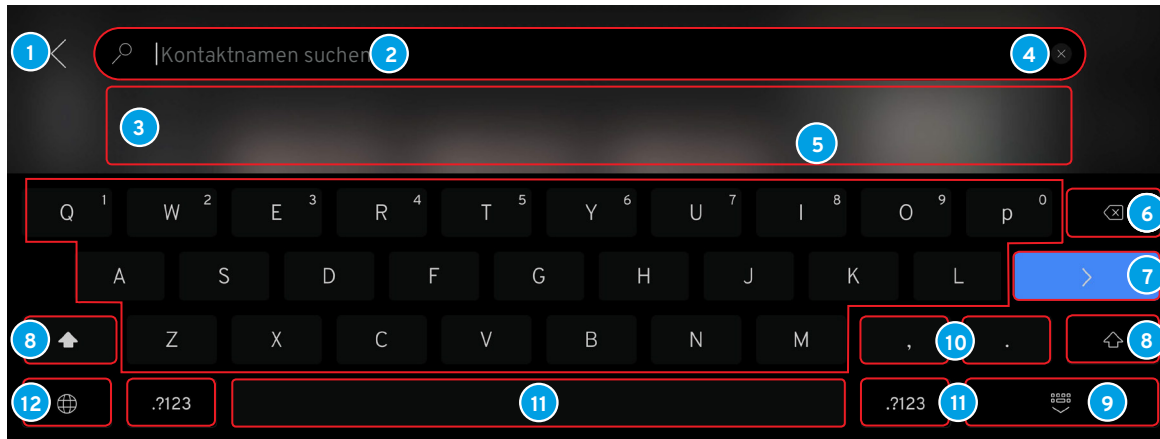 1 Kontaktnamen suchen 2 4
3 5
Q 1 W 2 E 3 R 4 T 5 Y 6 U 7 I 8 O 9 p 0 6
A S D F G H J K L 7
8 Z X C V B N M , 10 . 8
12 .?123 11 .?123 11 9